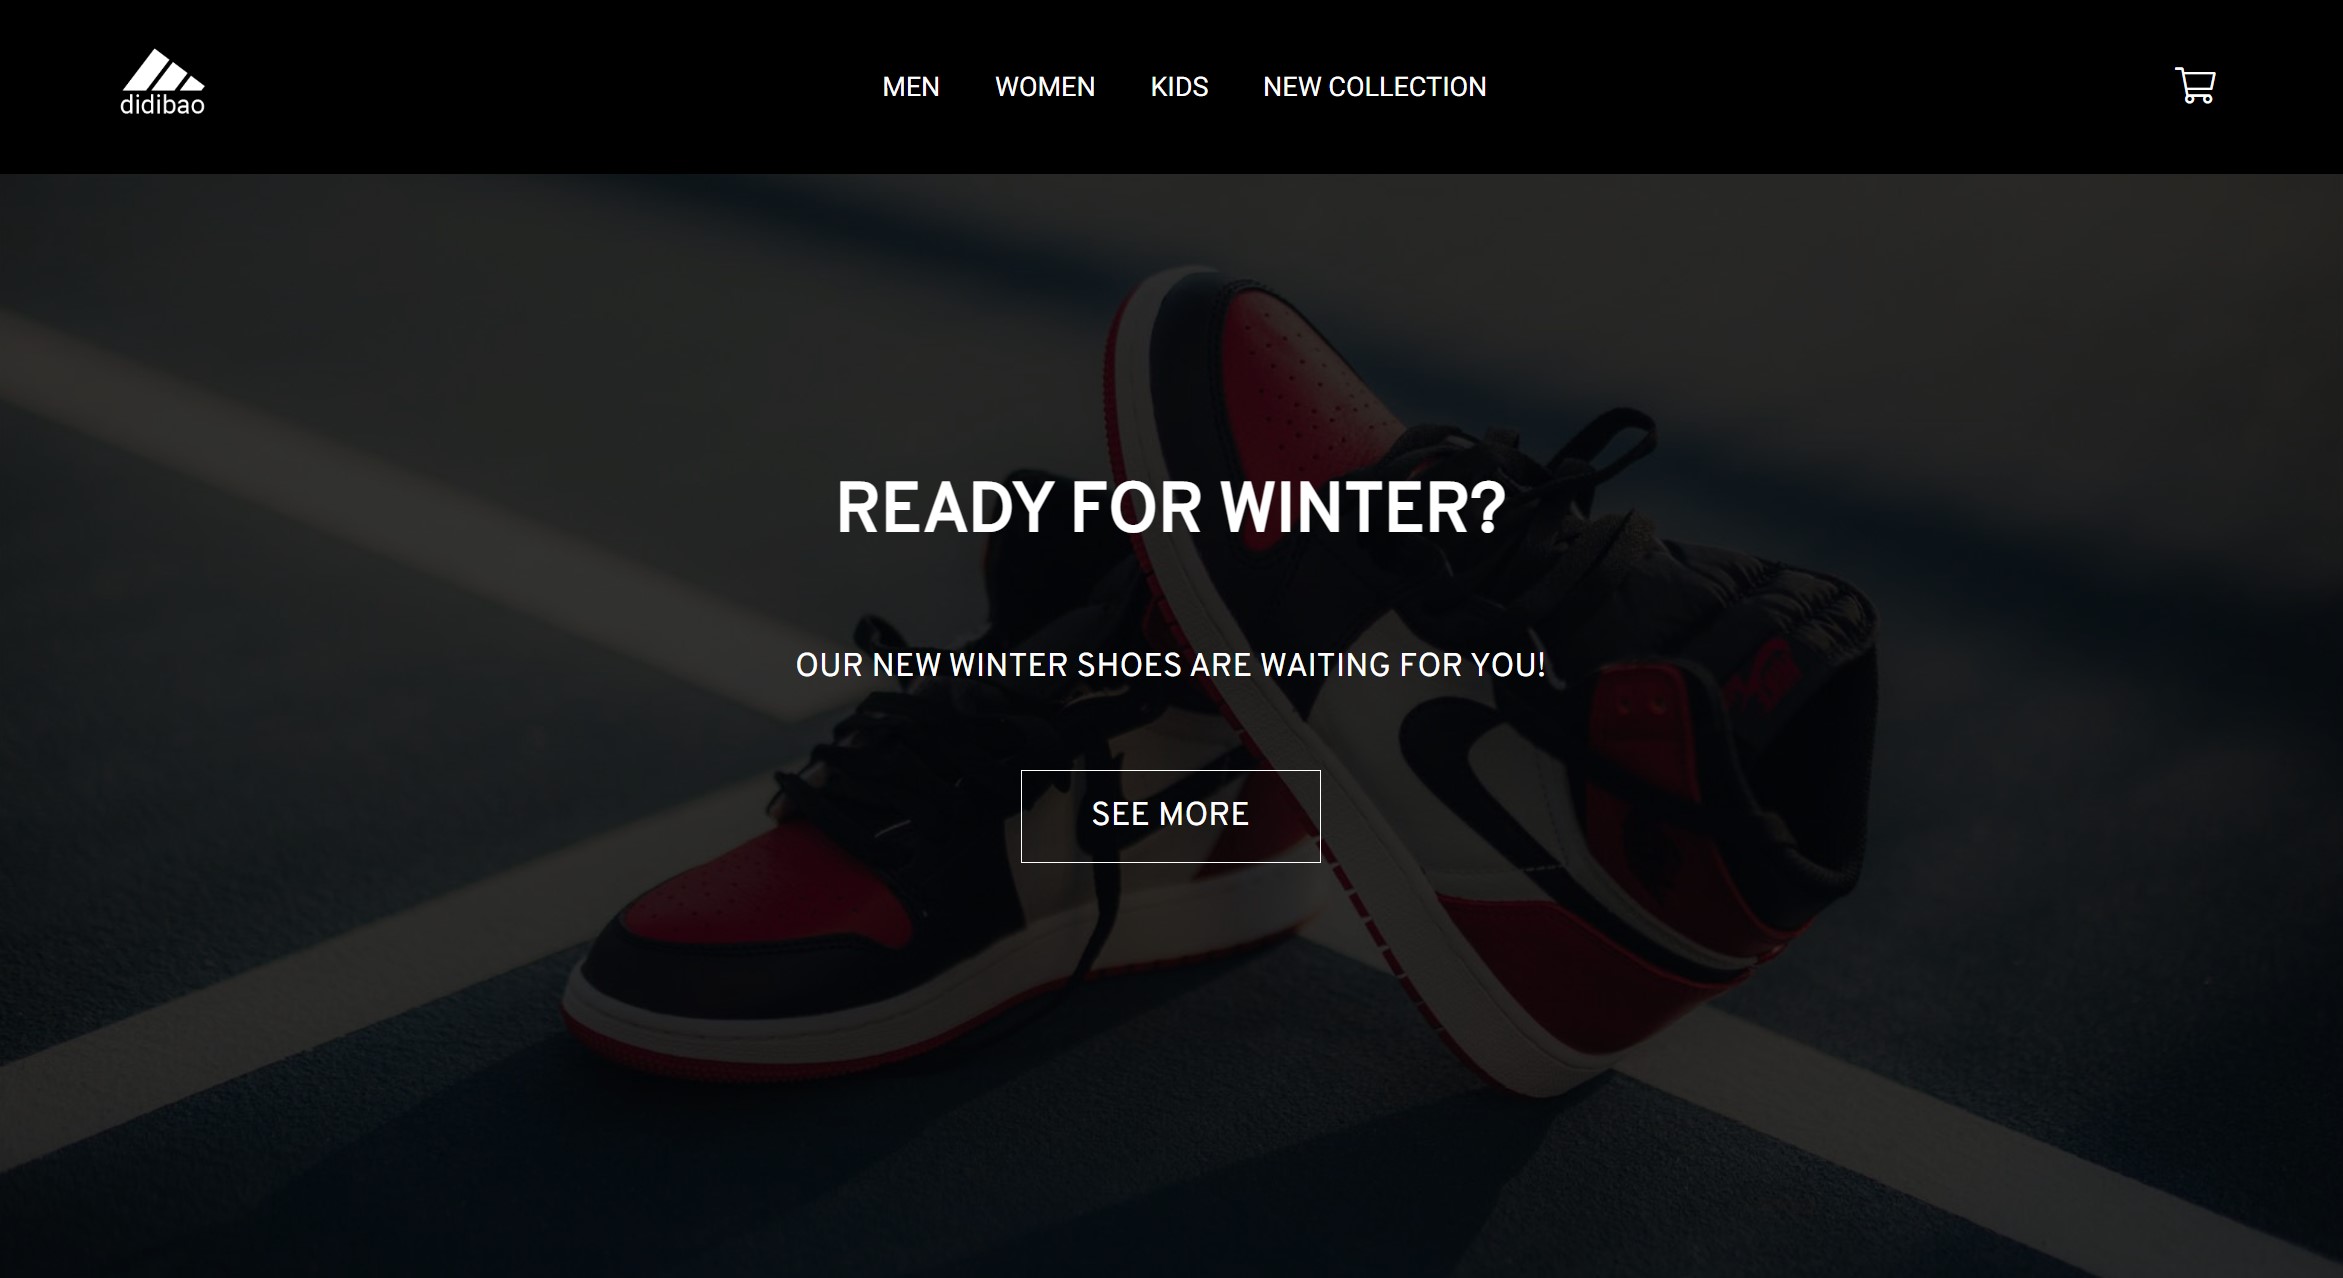 didibao
MEN WOMEN KIDS NEW COLLECTION
READY FOR WINTER?
OUR NEW WINTER SHOES ARE WAITING FOR YOU!
SEE MORE